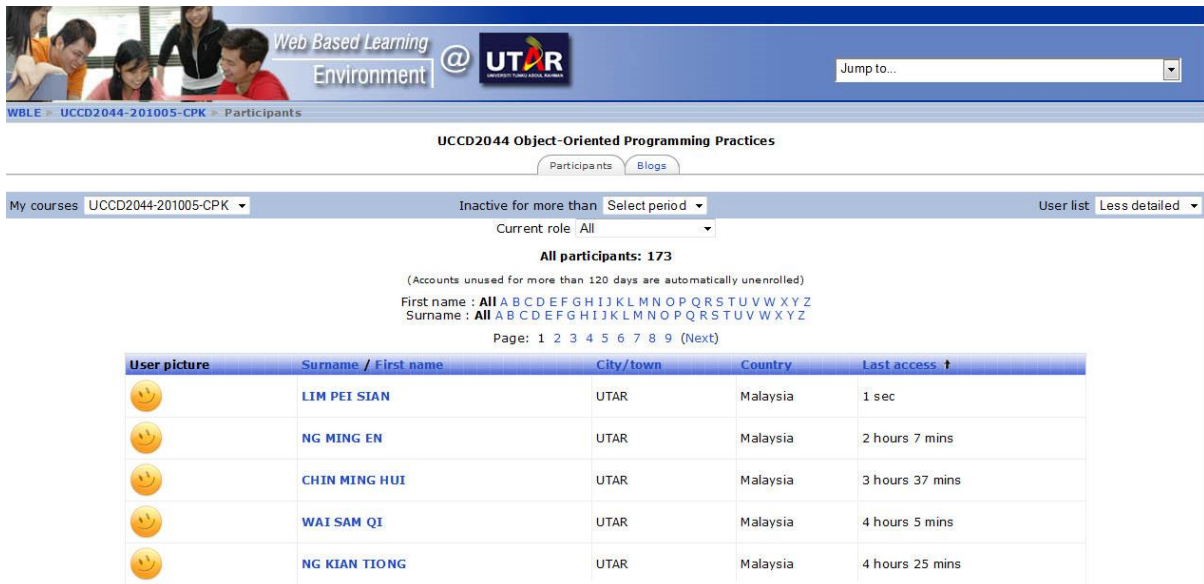 Web Based Learning
Environment @ UTAR
UNIVERSITI TUNKU ABDUL RAHMAN
Jump to...
WBLE UCCD2044-201005-CPK Participants
UCCD2044 Object-Oriented Programming Practices
Participants Blogs
My courses UCCD2044-201005-CPK Inactive for more than Select period User list Less detailed
Current role All
All participants: 173
(Accounts unused for more than 120 days are automatically unenrolled)
First name : All A B C D E F G H I J K L M N O P Q R S T U V W X Y Z
Surname : All A B C D E F G H I J K L M N O P Q R S T U V W X Y Z
Page: 1 2 3 4 5 6 7 8 9 (Next)
User picture Surname / First name City/town Country Last access ↑
LIM PEI SIAN UTAR Malaysia 1 sec
NG MING EN UTAR Malaysia 2 hours 7 mins
CHIN MING HUI UTAR Malaysia 3 hours 37 mins
WAI SAM QI UTAR Malaysia 4 hours 5 mins
NG KIAN TIONG UTAR Malaysia 4 hours 25 mins